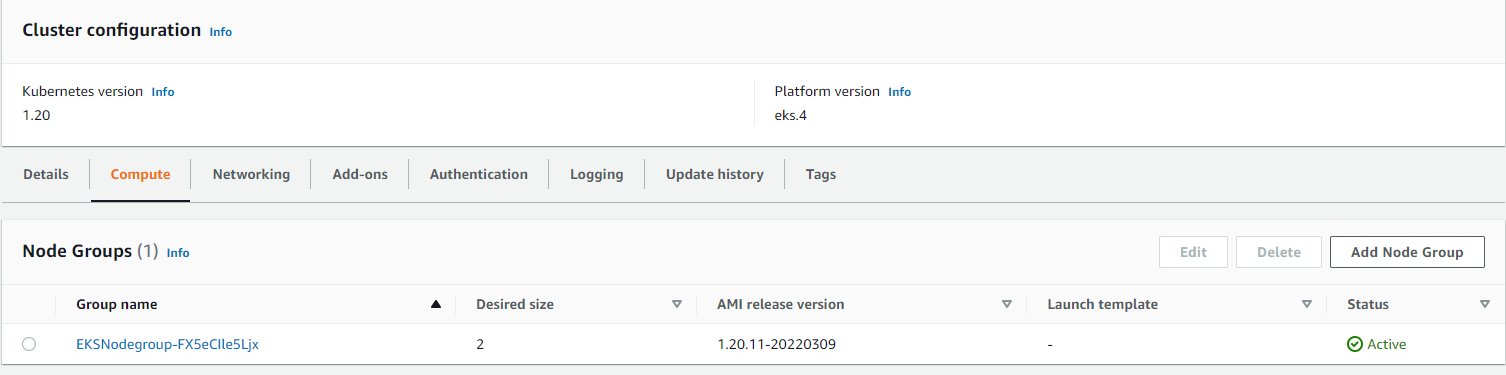 Cluster configuration Info
Kubernetes version Info
1.20
Platform version Info
eks.4
Details Compute Networking Add-ons Authentication Logging Update history Tags
Node Groups (1) Info Edit Delete Add Node Group
Group name Desired size AMI release version Launch template Status
EKSNodegroup-FX5eCIle5Ljx 2 1.20.11-20220309 - Active